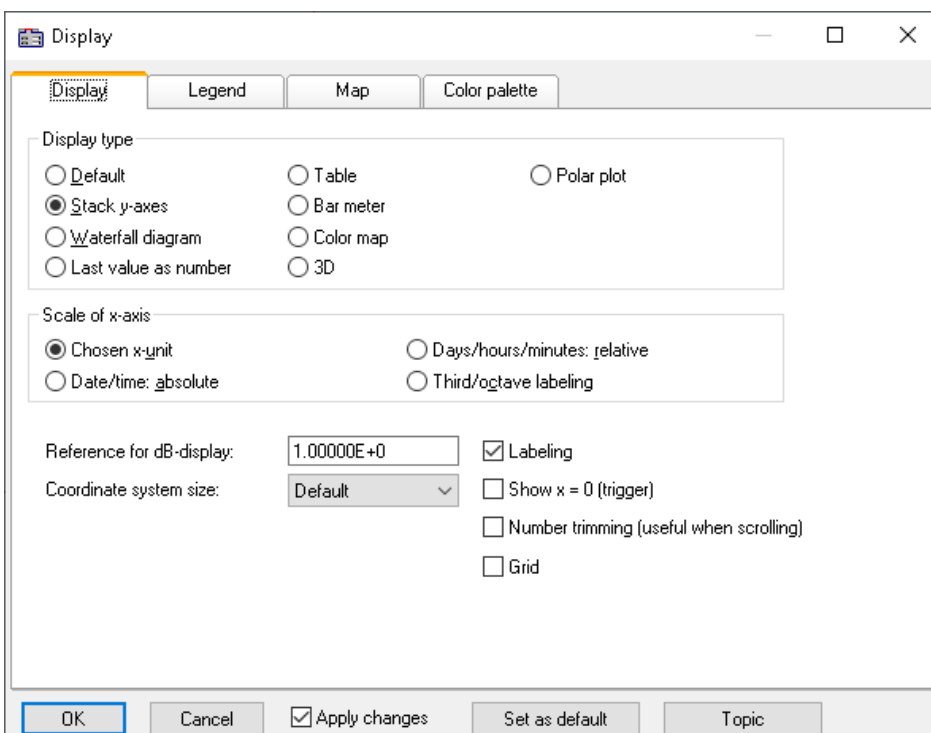 Display
Display Legend Map Color palette
Display type
Default Table Polar plot
Stack y-axes Bar meter
Waterfall diagram Color map
Last value as number 3D
Scale of x-axis
Chosen x-unit Days/hours/minutes: relative
Date/time: absolute Third/octave labeling
Reference for dB-display: 1.00000E+0 Labeling
Coordinate system size: Default Show x = 0 (trigger)
Number trimming (useful when scrolling)
Grid
OK Cancel Apply changes Set as default Topic